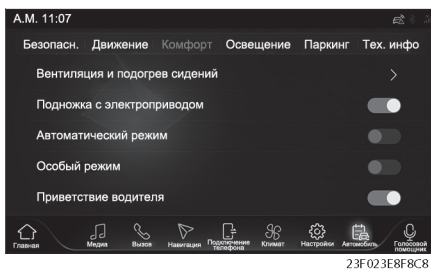 A.M. 11:07
Безопасн. Движение Комфорт Освещение Паркинг Тех. инфо
Вентиляция и подогрев сидений
Подножка с электроприводом
Автоматический режим
Особый режим
Приветствие водителя
Главная Медиа Вызов Навигация Подключение телефона Климат Настройки Автомобиль Голосовой помощник
23F023E8F8C8